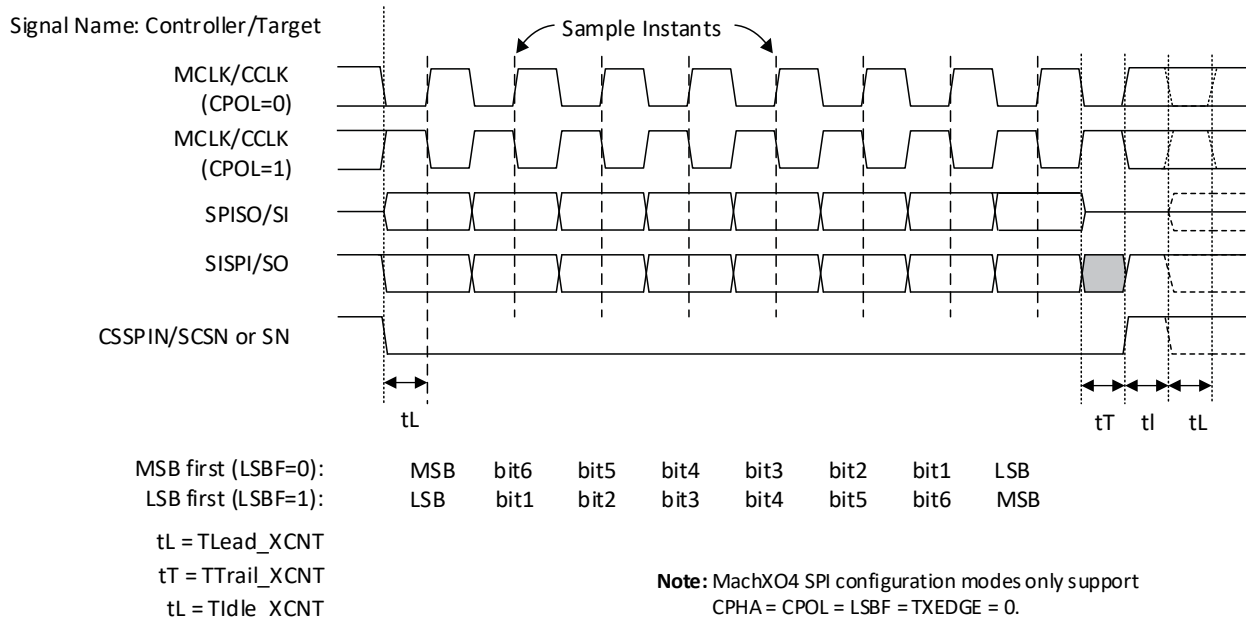 Signal Name: Controller/Target
Sample Instants
MCLK/CCLK
(CPOL=0)
MCLK/CCLK
(CPOL=1)
SPISO/SI
SISPI/SO
CSSPIN/SCSN or SN
tL
tT tI tL
MSB first (LSBF=0): MSB bit6 bit5 bit4 bit3 bit2 bit1 LSB
LSB first (LSBF=1): LSB bit1 bit2 bit3 bit4 bit5 bit6 MSB
tL = TLead_XCNT
tT = TTrail_XCNT
tL = TIdle_XCNT
Note: MachXO4 SPI configuration modes only support
CPHA = CPOL = LSBF = TXEDGE = 0.